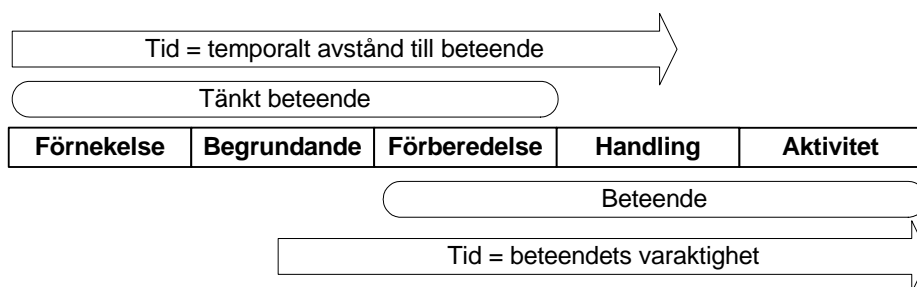 Tid = temporalt avstånd till beteende
Tänkt beteende
Förnekelse Begrundande Förberedelse Handling Aktivitet
Beteende
Tid = beteendets varaktighet